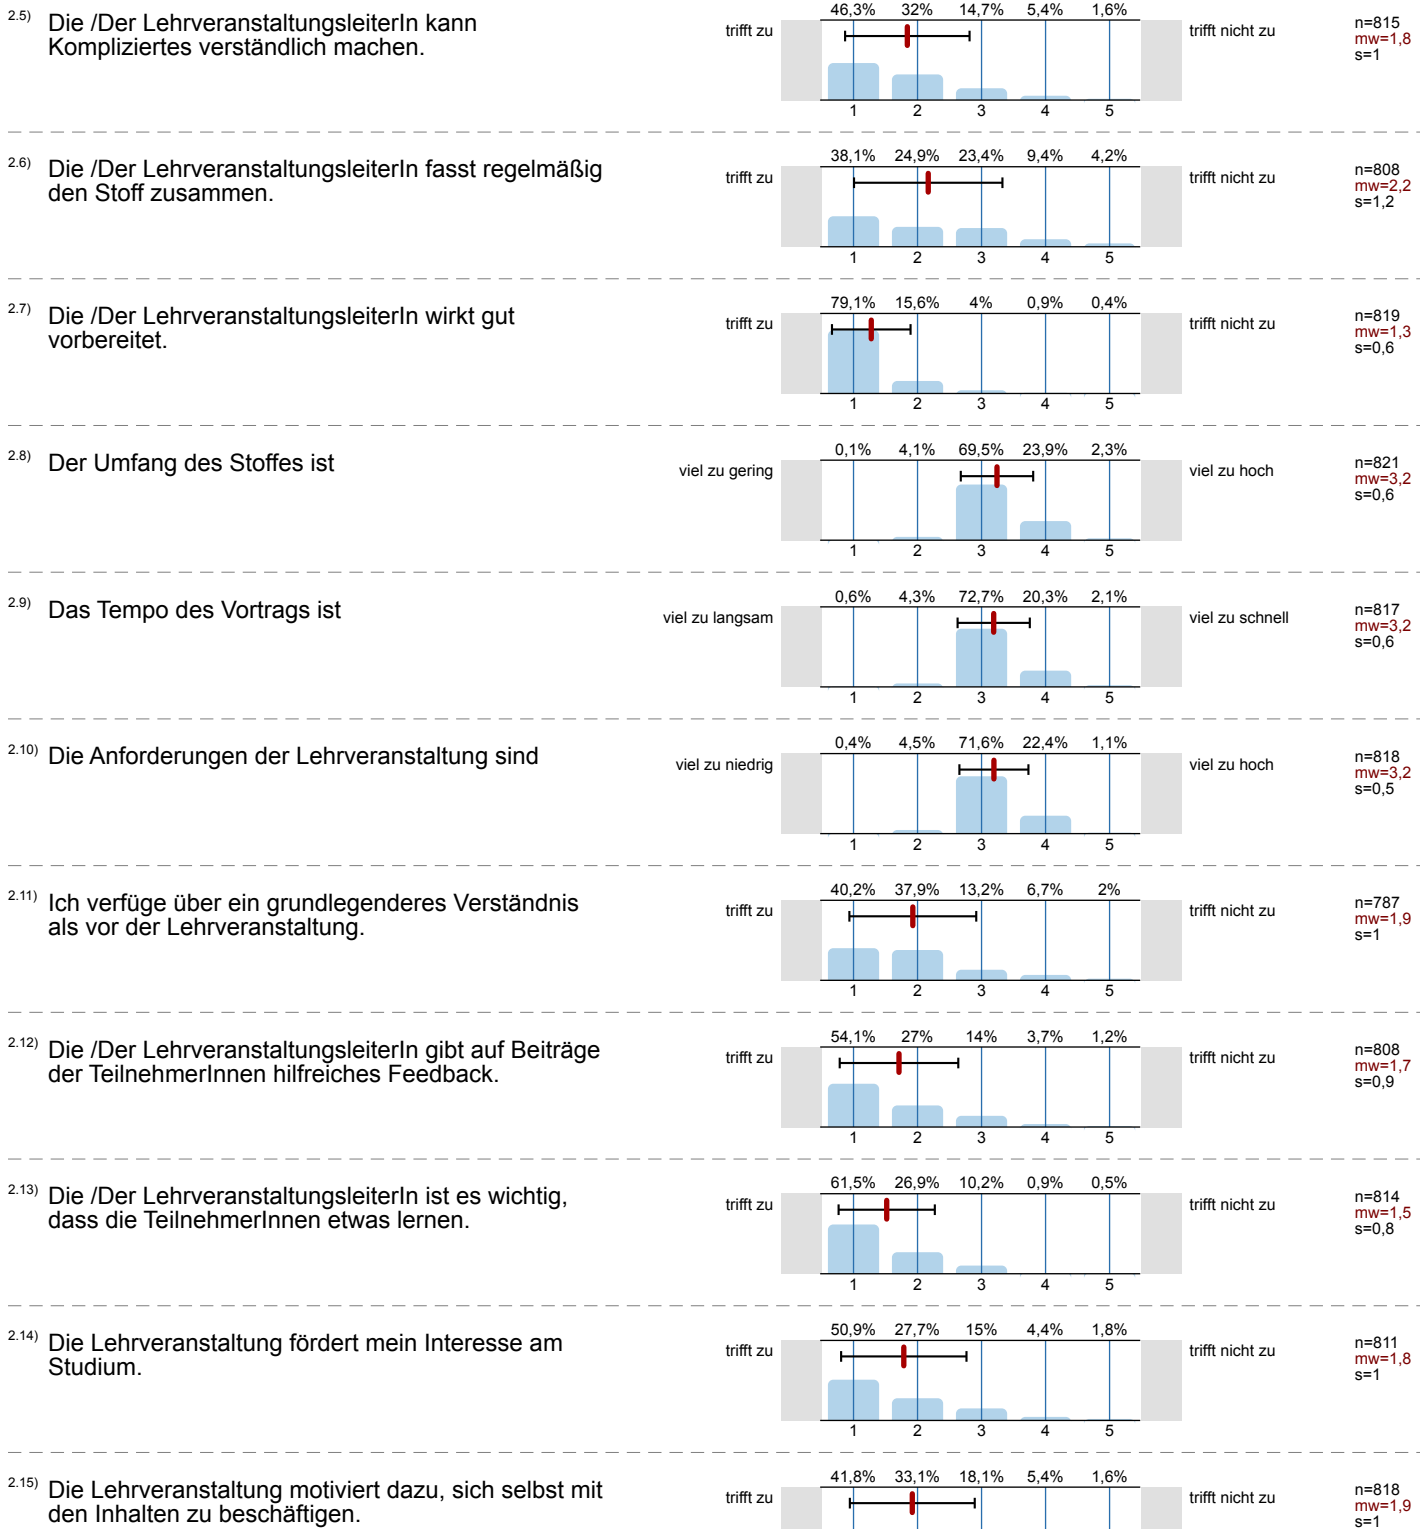 2.5) Die /Der LehrveranstaltungsleiterIn kann
Kompliziertes verständlich machen.
trifft zu
46,3% 32% 14,7% 5,4% 1,6%
1 2 3 4 5
trifft nicht zu
n=815
mw=1,8
s=1
2.6) Die /Der LehrveranstaltungsleiterIn fasst regelmäßig
den Stoff zusammen.
trifft zu
38,1% 24,9% 23,4% 9,4% 4,2%
1 2 3 4 5
trifft nicht zu
n=808
mw=2,2
s=1,2
2.7) Die /Der LehrveranstaltungsleiterIn wirkt gut
vorbereitet.
trifft zu
79,1% 15,6% 4% 0,9% 0,4%
1 2 3 4 5
trifft nicht zu
n=819
mw=1,3
s=0,6
2.8) Der Umfang des Stoffes ist
viel zu gering
0,1% 4,1% 69,5% 23,9% 2,3%
1 2 3 4 5
viel zu hoch
n=821
mw=3,2
s=0,6
2.9) Das Tempo des Vortrags ist
viel zu langsam
0,6% 4,3% 72,7% 20,3% 2,1%
1 2 3 4 5
viel zu schnell
n=817
mw=3,2
s=0,6
2.10) Die Anforderungen der Lehrveranstaltung sind
viel zu niedrig
0,4% 4,5% 71,6% 22,4% 1,1%
1 2 3 4 5
viel zu hoch
n=818
mw=3,2
s=0,5
2.11) Ich verfüge über ein grundlegenderes Verständnis
als vor der Lehrveranstaltung.
trifft zu
40,2% 37,9% 13,2% 6,7% 2%
1 2 3 4 5
trifft nicht zu
n=787
mw=1,9
s=1
2.12) Die /Der LehrveranstaltungsleiterIn gibt auf Beiträge
der TeilnehmerInnen hilfreiches Feedback.
trifft zu
54,1% 27% 14% 3,7% 1,2%
1 2 3 4 5
trifft nicht zu
n=808
mw=1,7
s=0,9
2.13) Die /Der LehrveranstaltungsleiterIn ist es wichtig,
dass die TeilnehmerInnen etwas lernen.
trifft zu
61,5% 26,9% 10,2% 0,9% 0,5%
1 2 3 4 5
trifft nicht zu
n=814
mw=1,5
s=0,8
2.14) Die Lehrveranstaltung fördert mein Interesse am
Studium.
trifft zu
50,9% 27,7% 15% 4,4% 1,8%
1 2 3 4 5
trifft nicht zu
n=811
mw=1,8
s=1
2.15) Die Lehrveranstaltung motiviert dazu, sich selbst mit
den Inhalten zu beschäftigen.
trifft zu
41,8% 33,1% 18,1% 5,4% 1,6%
trifft nicht zu
n=818
mw=1,9
s=1